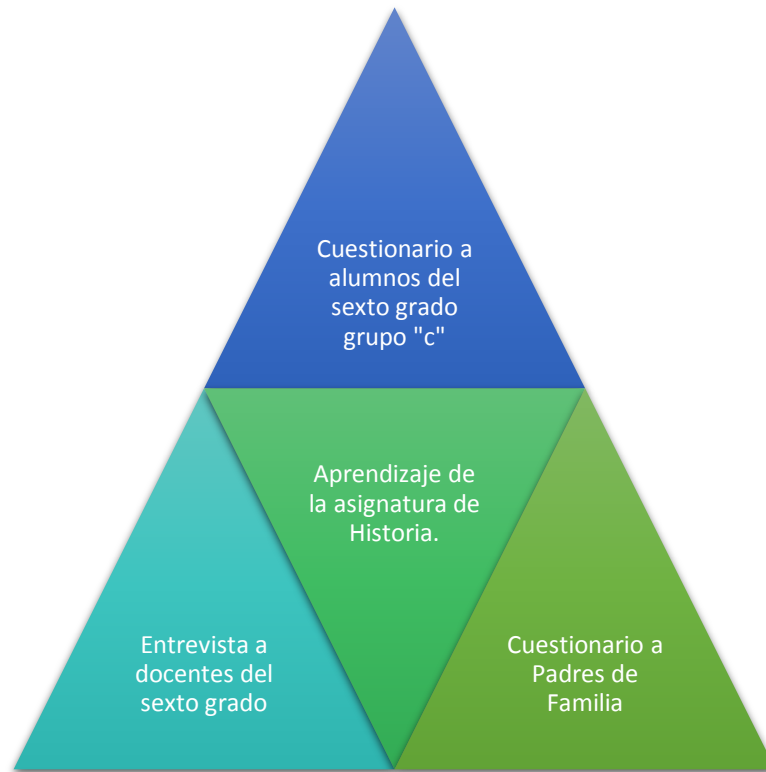 Cuestionario a
alumnos del
sexto grado
grupo "c"
Aprendizaje de
la asignatura de
Historia.
Entrevista a
docentes del
sexto grado
Cuestionario a
Padres de
Familia